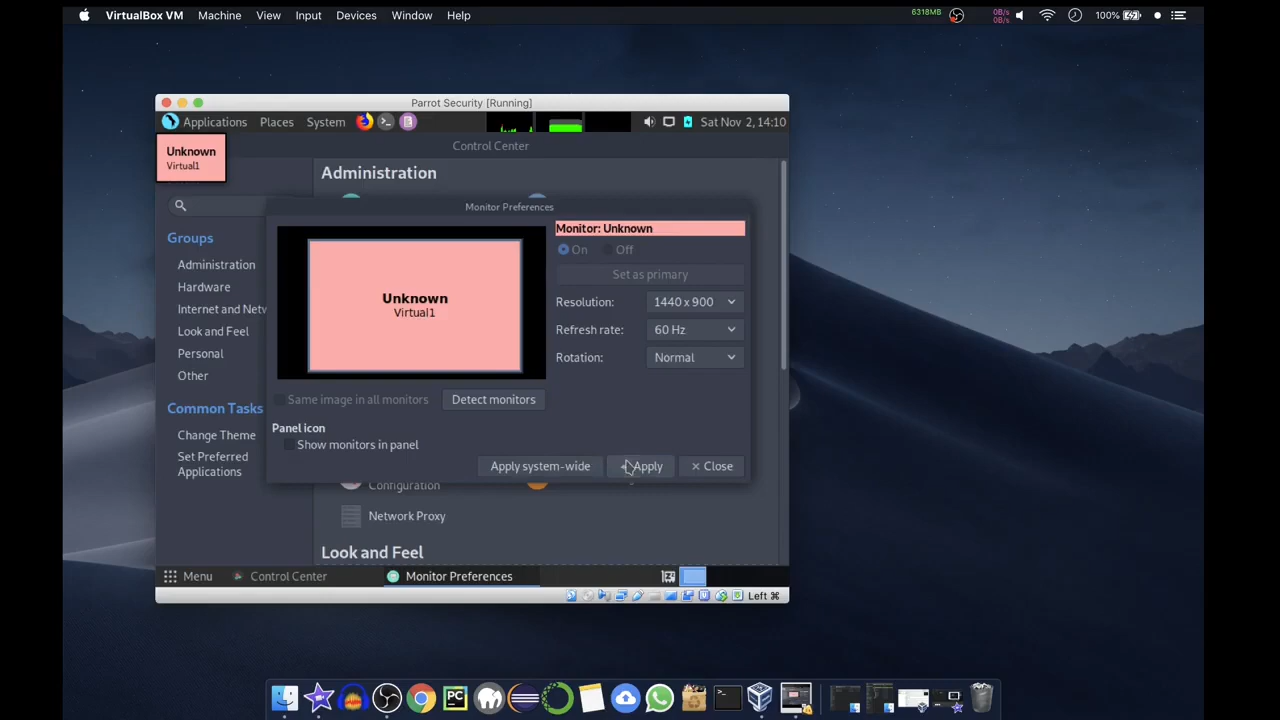 VirtualBox VM Machine View Input Devices Window Help 6318MB 0B/s 0B/s 100%
Parrot Security [Running]
Applications Places System Sat Nov 2, 14:10
Unknown
Virtual1
Control Center
Administration
Monitor Preferences
Groups
Administration
Hardware
Internet and Netw
Look and Feel
Personal
Other
Common Tasks
Change Theme
Set Preferred
Applications
Unknown
Virtual1
Monitor: Unknown
On Off
Set as primary
Resolution: 1440 x 900
Refresh rate: 60 Hz
Rotation: Normal
Same image in all monitors Detect monitors
Panel icon
Show monitors in panel
Apply system-wide Apply Close
Configuration
Network Proxy
Look and Feel
Menu Control Center Monitor Preferences
Left ⌘
PC